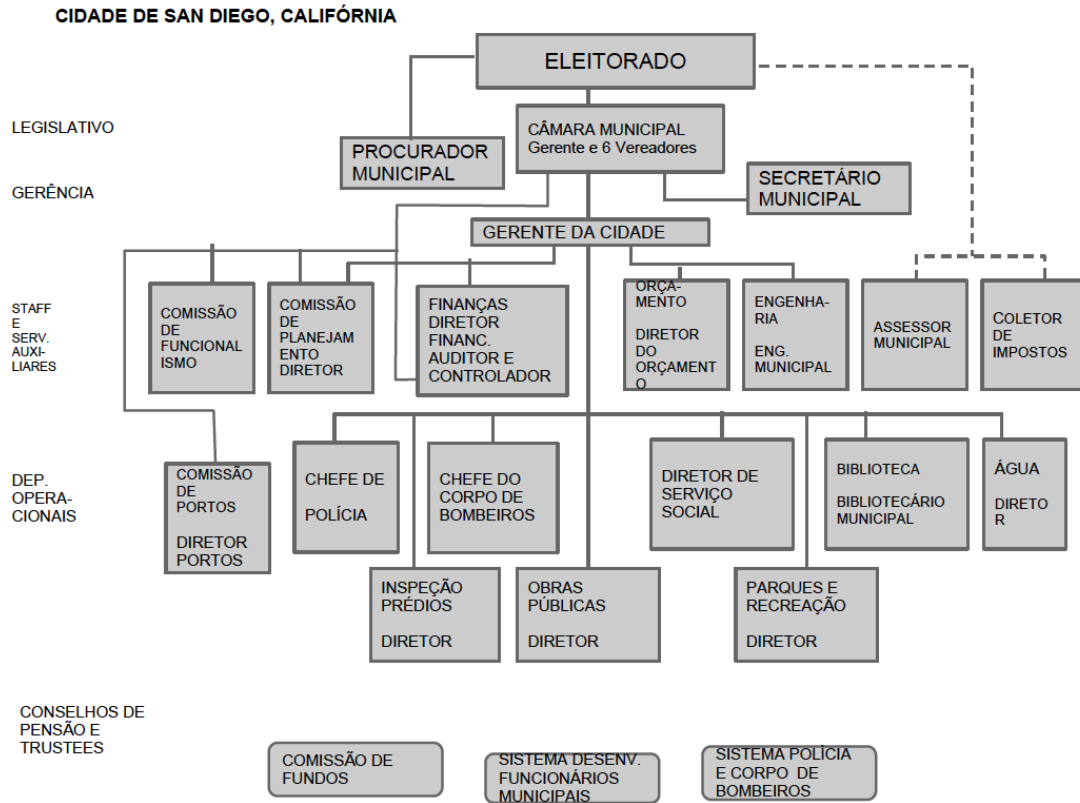 CIDADE DE SAN DIEGO, CALIFÓRNIA
ELEITORADO
LEGISLATIVO
CÂMARA MUNICIPAL
Gerente e 6 Vereadores
PROCURADOR
MUNICIPAL
GERÊNCIA
SECRETÁRIO
MUNICIPAL
GERENTE DA CIDADE
STAFF
E
SERV.
AUXI-
LIARES
COMISSÃO
DE
FUNCIONAL
ISMO
COMISSÃO
DE
PLANEJAM
ENTO
DIRETOR
FINANÇAS
DIRETOR
FINANC.
AUDITOR E
CONTROLADOR
ORÇA-
MENTO
DIRETOR
DO
ORÇAMENT
O
ENGENHA-
RIA
ENG.
MUNICIPAL
ASSESSOR
MUNICIPAL
COLETOR
DE
IMPOSTOS
DEP.
OPERA-
CIONAIS
COMISSÃO
DE
PORTOS
DIRETOR
PORTOS
CHEFE DE
POLÍCIA
CHEFE DO
CORPO DE
BOMBEIROS
DIRETOR DE
SERVIÇO
SOCIAL
BIBLIOTECA
BIBLIOTECÁRIO
MUNICIPAL
ÁGUA
DIRETO
R
INSPEÇÃO
PRÉDIOS
DIRETOR
OBRAS
PÚBLICAS
DIRETOR
PARQUES E
RECREAÇÃO
DIRETOR
CONSELHOS DE
PENSÃO E
TRUSTEES
COMISSÃO DE
FUNDOS
SISTEMA DESENV.
FUNCIONÁRIOS
MUNICIPAIS
SISTEMA POLÍCIA
E CORPO DE
BOMBEIROS